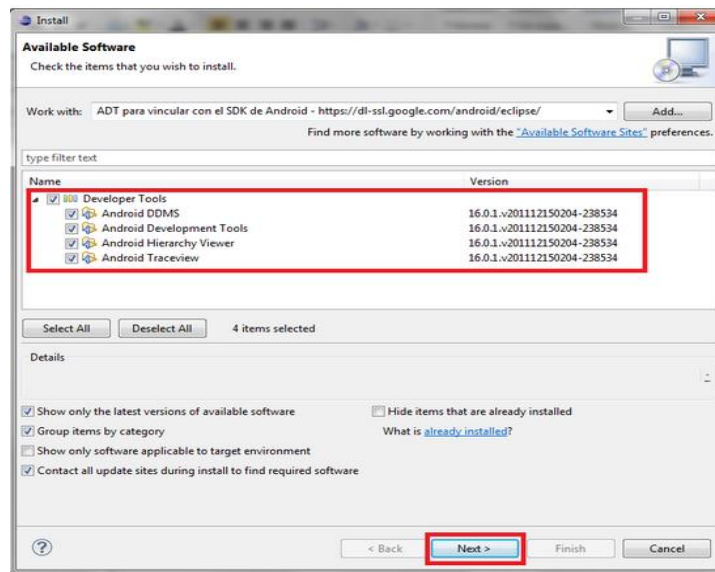 Install
Available Software
Check the items that you wish to install.
Work with: ADT para vincular con el SDK de Android - https://dl-ssl.google.com/android/eclipse/ Add...
Find more software by working with the "Available Software Sites" preferences.
type filter text
Name Version
Developer Tools
Android DDMS 16.0.1.v201112150204-238534
Android Development Tools 16.0.1.v201112150204-238534
Android Hierarchy Viewer 16.0.1.v201112150204-238534
Android Traceview 16.0.1.v201112150204-238534
Select All Deselect All 4 items selected
Details
Show only the latest versions of available software Hide items that are already installed
Group items by category What is already installed?
Show only software applicable to target environment
Contact all update sites during install to find required software
? < Back Next > Finish Cancel